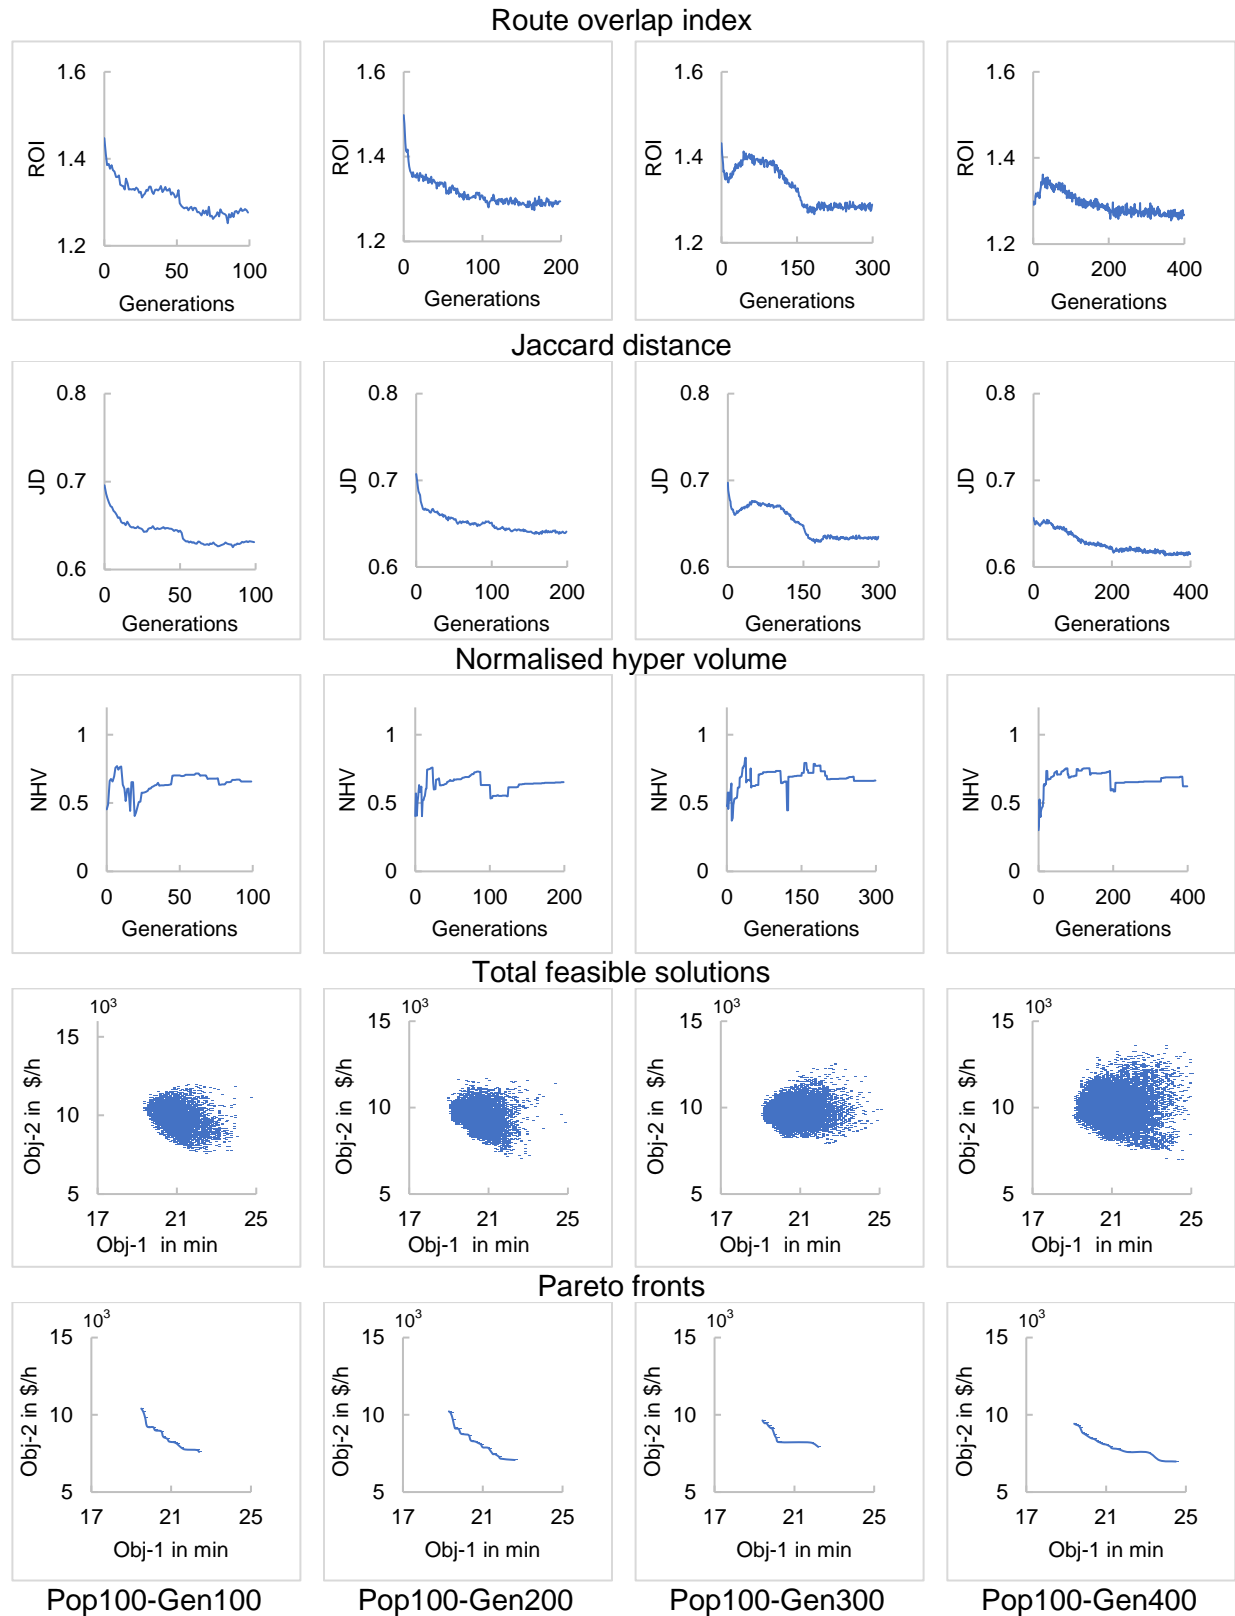 Route overlap index
1.6
1.4
1.2
ROI
0 50 100
Generations
1.6
1.4
1.2
ROI
0 100 200
Generations
1.6
1.4
1.2
ROI
0 150 300
Generations
1.6
1.4
1.2
ROI
0 200 400
Generations
Jaccard distance
0.8
0.7
0.6
JD
0 50 100
Generations
0.8
0.7
0.6
JD
0 100 200
Generations
0.8
0.7
0.6
JD
0 150 300
Generations
0.8
0.7
0.6
JD
0 200 400
Generations
Normalised hyper volume
1
0.5
0
NHV
0 50 100
Generations
1
0.5
0
NHV
0 100 200
Generations
1
0.5
0
NHV
0 150 300
Generations
1
0.5
0
NHV
0 200 400
Generations
Total feasible solutions
10³
15
10
5
Obj-2 in $/h
17 21 25
Obj-1 in min
10³
15
10
5
Obj-2 in $/h
17 21 25
Obj-1 in min
10³
15
10
5
Obj-2 in $/h
17 21 25
Obj-1 in min
10³
15
10
5
Obj-2 in $/h
17 21 25
Obj-1 in min
Pareto fronts
10³
15
10
5
Obj-2 in $/h
17 21 25
Obj-1 in min
10³
15
10
5
Obj-2 in $/h
17 21 25
Obj-1 in min
10³
15
10
5
Obj-2 in $/h
17 21 25
Obj-1 in min
10³
15
10
5
Obj-2 in $/h
17 21 25
Obj-1 in min
Pop100-Gen100 Pop100-Gen200 Pop100-Gen300 Pop100-Gen400